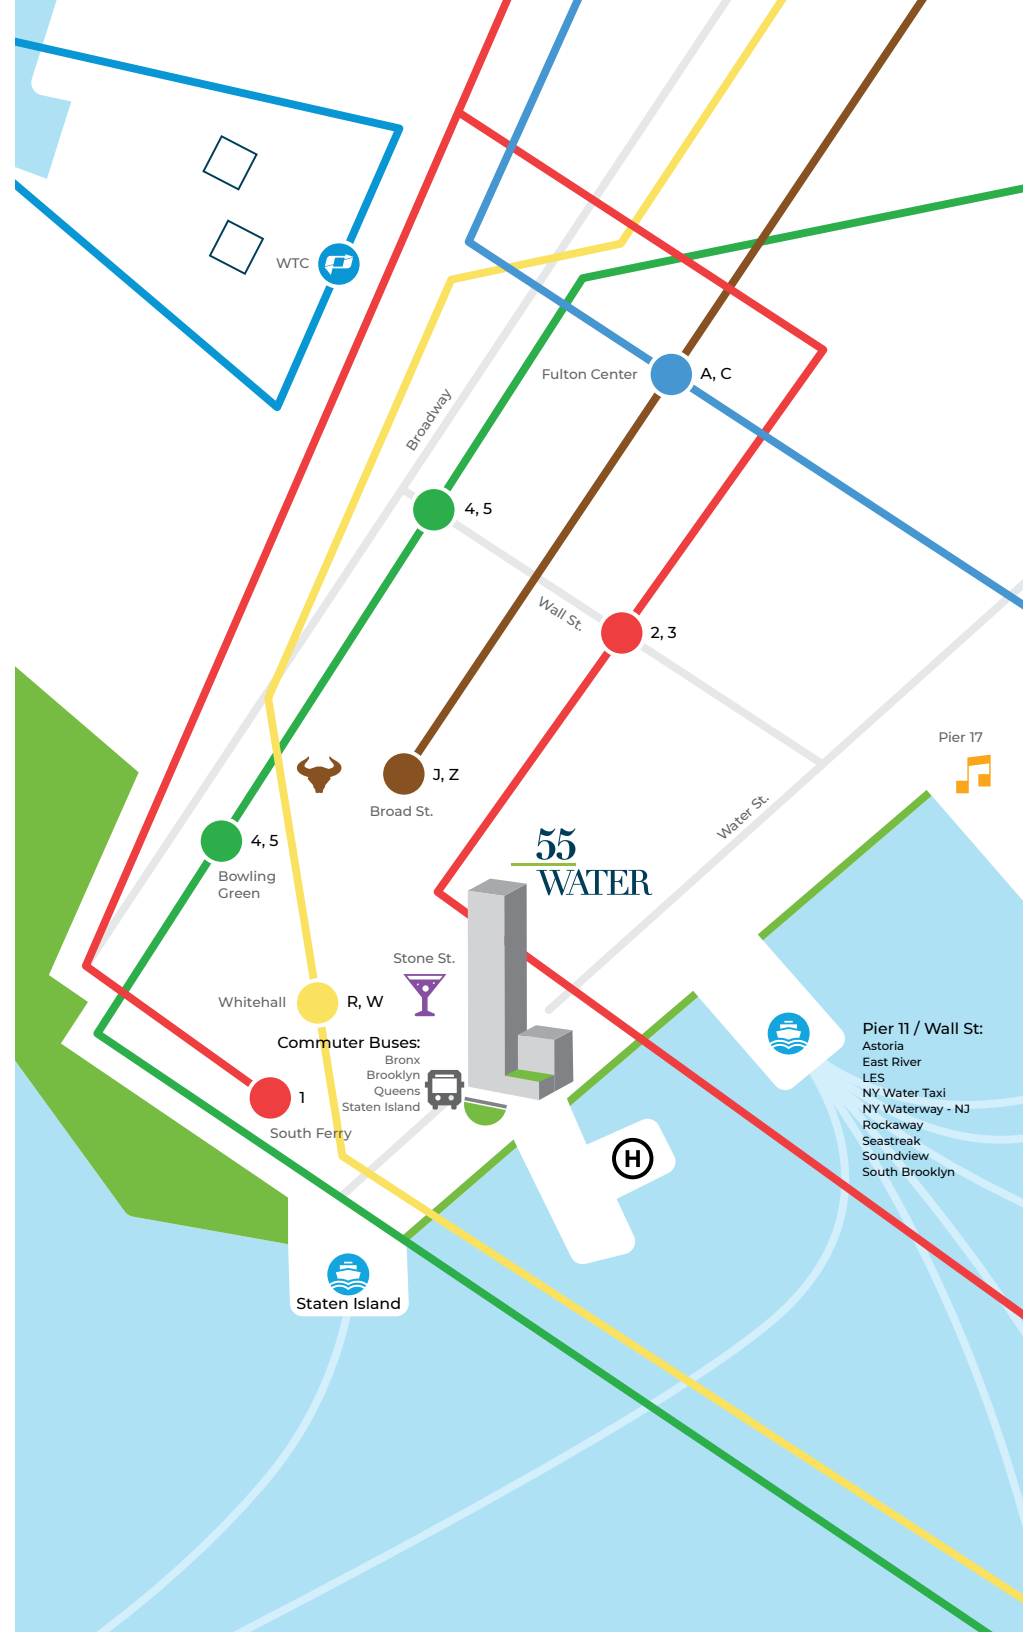 WTC
Fulton Center
A, C
Broadway
4, 5
Wall St.
2, 3
Pier 17
J, Z
Broad St.
Water St.
55
WATER
4, 5
Bowling
Green
Stone St.
Whitehall
R, W
Commuter Buses:
Bronx
Brooklyn
Queens
Staten Island
Pier 11 / Wall St:
Astoria
East River
LES
NY Water Taxi
NY Waterway - NJ
Rockaway
Seastreak
Soundview
South Brooklyn
1
South Ferry
H
Staten Island